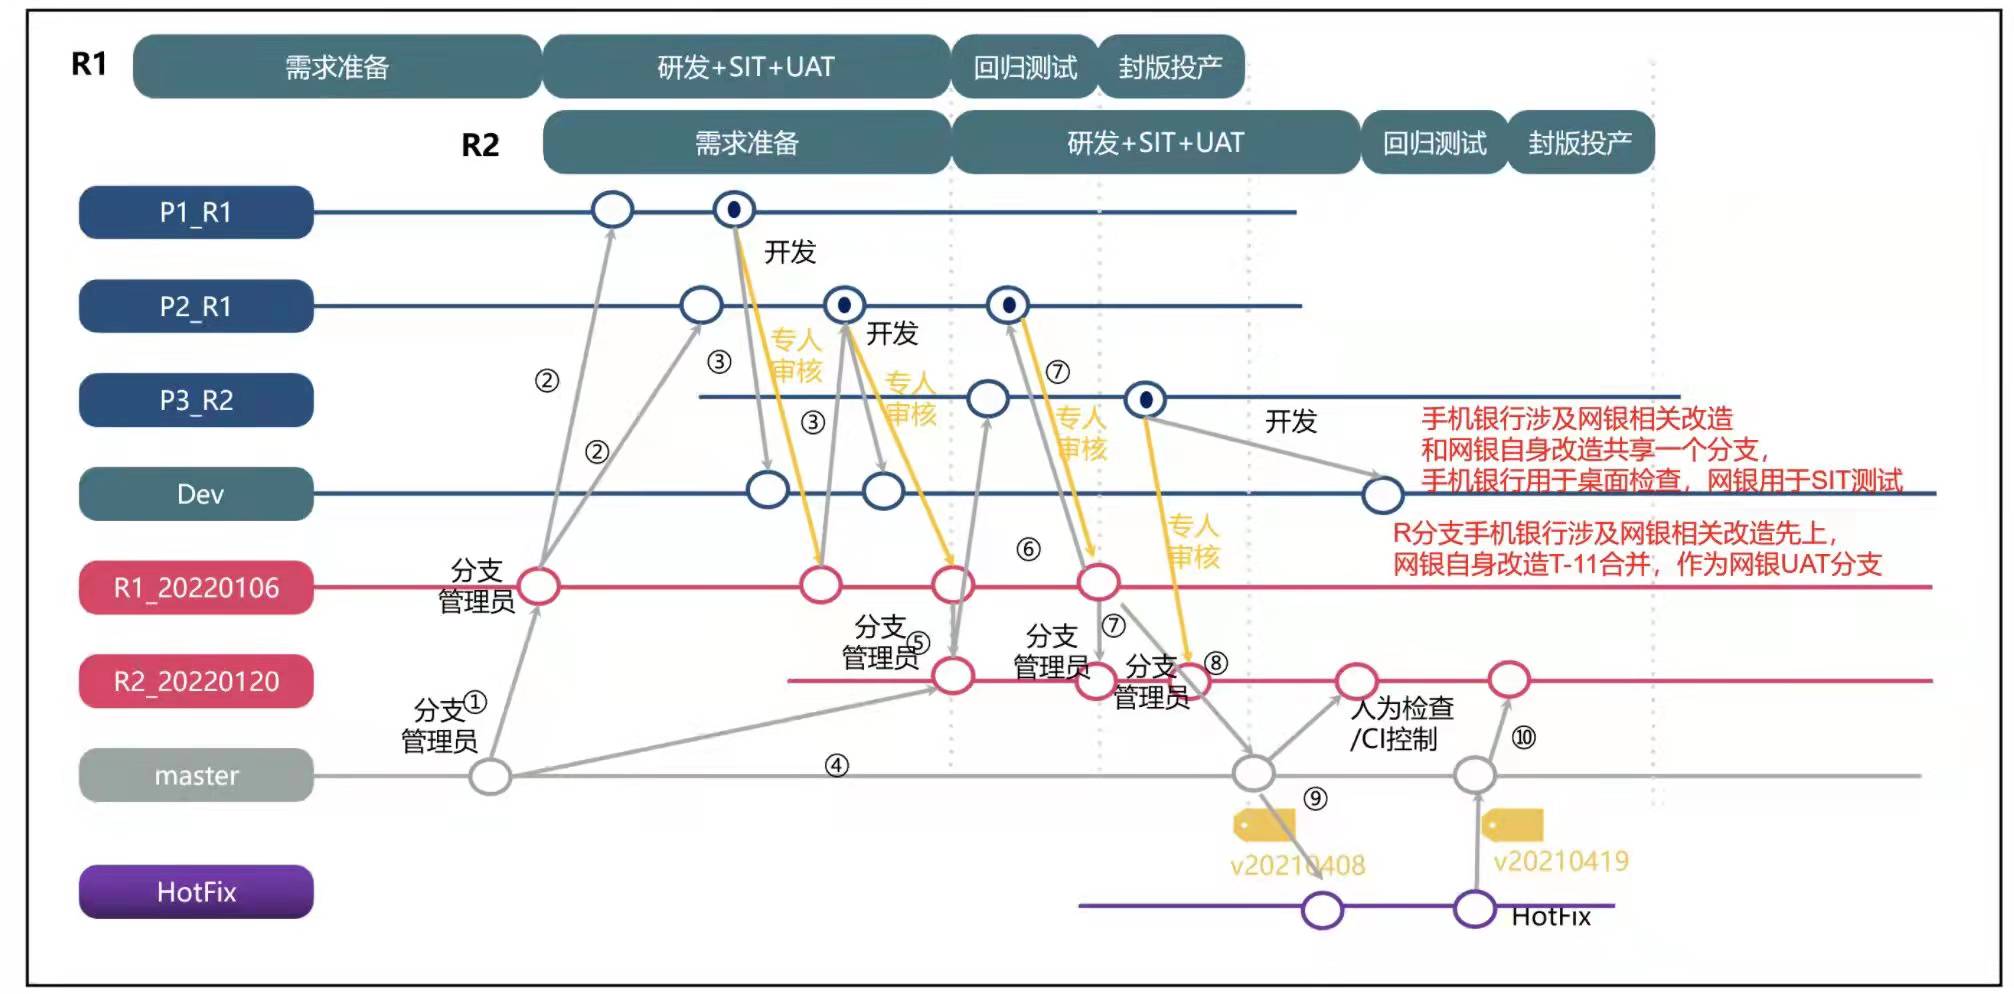 R1
需求准备
研发+SIT+UAT
回归测试
封版投产
R2
需求准备
研发+SIT+UAT
回归测试
封版投产
P1_R1
开发
P2_R1
开发
专人
审核
③
②
⑦
专人
审核
P3_R2
③
专人
审核
开发
②
手机银行涉及网银相关改造
和网银自身改造共享一个分支，
手机银行用于桌面检查，网银用于SIT测试
Dev
专人
审核
R分支手机银行涉及网银相关改造先上，
网银自身改造T-11合并，作为网银UAT分支
⑥
分支
管理员
R1_20220106
分支
管理员
⑤
分支
管理员
⑦
分支
管理员
⑧
R2_20220120
分支
管理员
①
人为检查
/CI控制
⑩
master
④
⑨
v20210408
v20210419
HotFix
HotFix